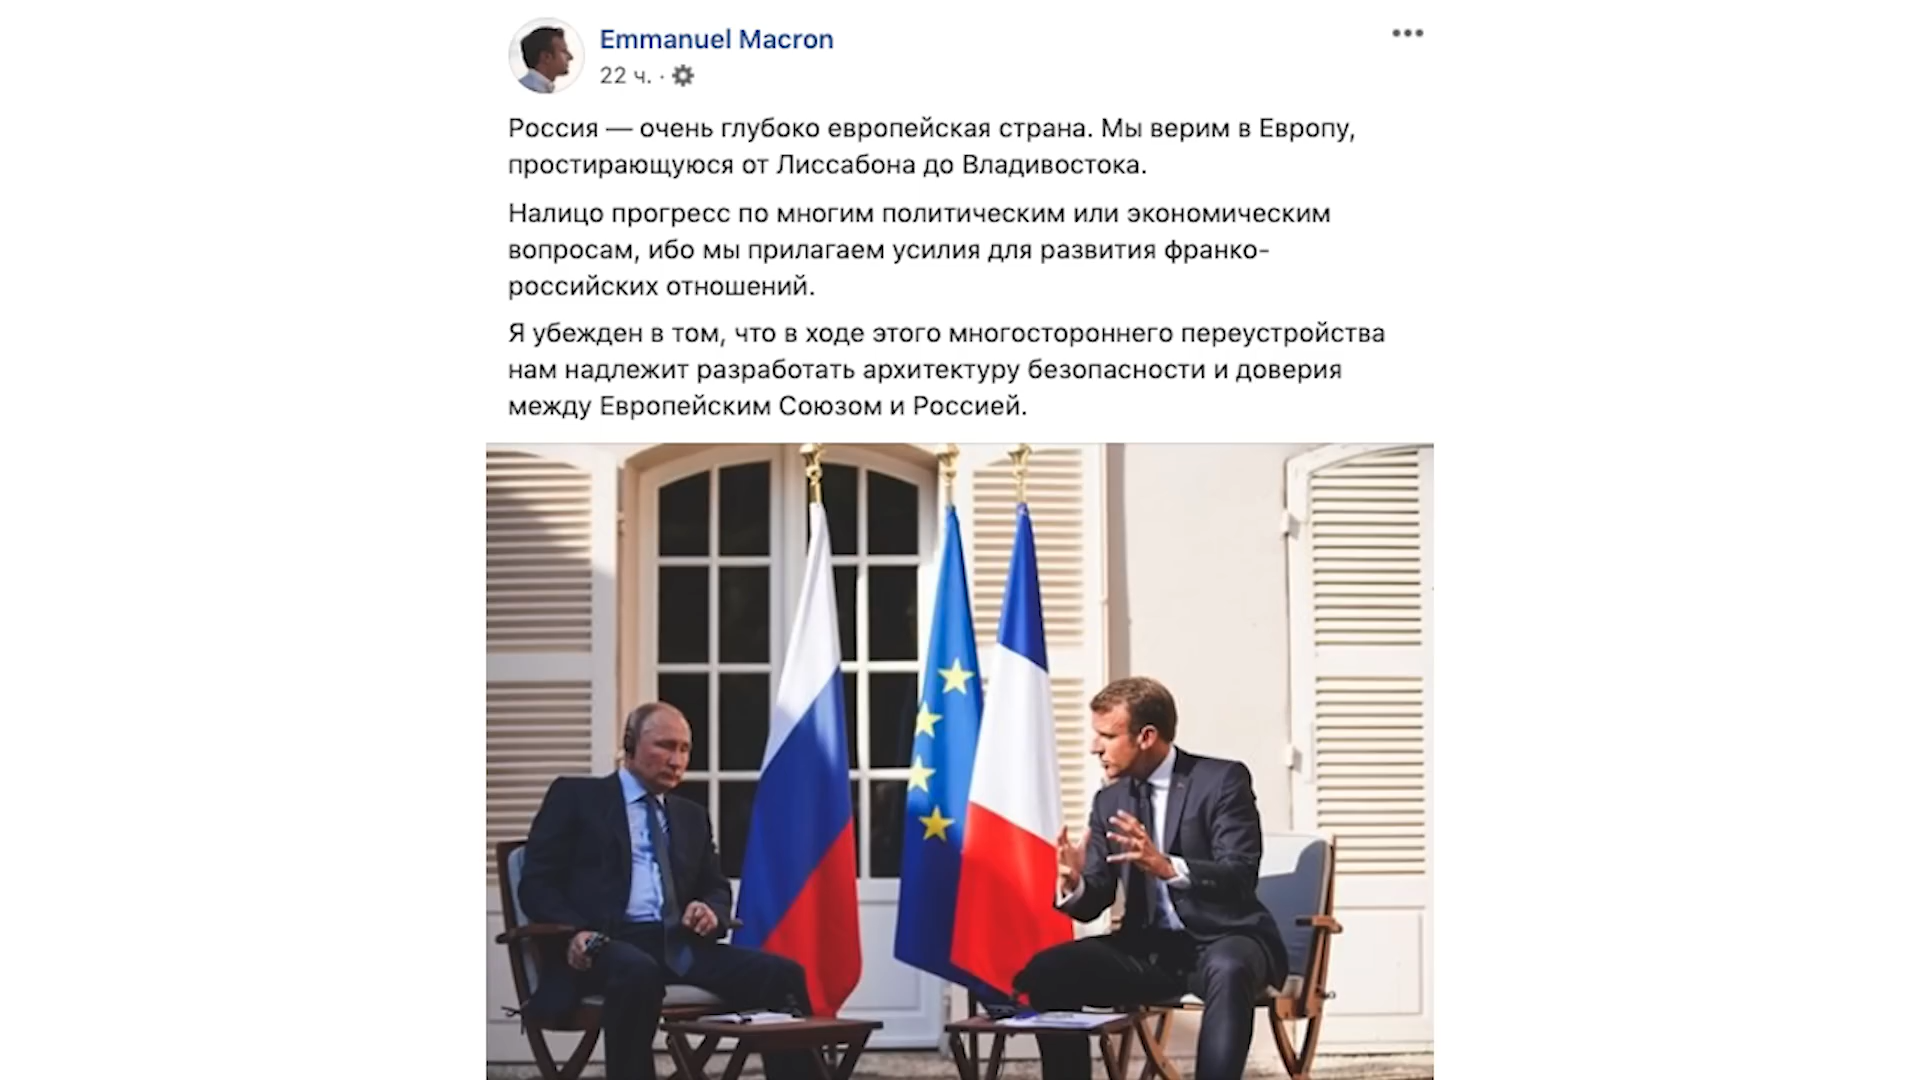 Emmanuel Macron
22 ч. ·
Россия — очень глубоко европейская страна. Мы верим в Европу,
простирающуюся от Лиссабона до Владивостока.
Налицо прогресс по многим политическим или экономическим
вопросам, ибо мы прилагаем усилия для развития франко-
российских отношений.
Я убежден в том, что в ходе этого многостороннего переустройства
нам надлежит разработать архитектуру безопасности и доверия
между Европейским Союзом и Россией.